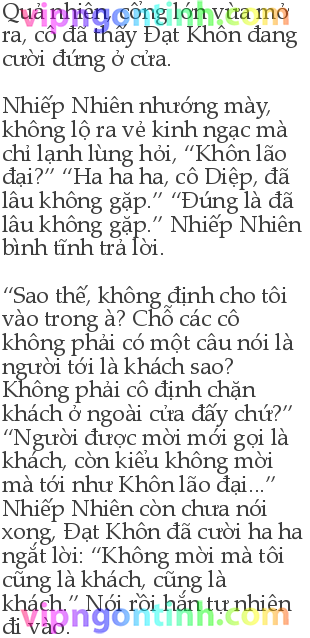 vipngontinh.com
Quả nhiên, cổng lớn vừa mở
ra, cô đã thấy Đạt Khôn đang
cười đứng ở cửa.
Nhiếp Nhiên nhướng mày,
không lộ ra vẻ kinh ngạc mà
chỉ lạnh lùng hỏi, “Khôn lão
đại?” “Ha ha ha, cô Diệp, đã
lâu không gặp.” “Đúng là đã
lâu không gặp.” Nhiếp Nhiên
bình tĩnh trả lời.
“Sao thế, không định cho tôi
vào trong à? Chỗ các cô
không phải có một câu nói là
người tới là khách sao?
Không phải cô định chặn
khách ở ngoài cửa đấy chứ?”
“Người được mời mới gọi là
khách, còn kiểu không mời
mà tới như Khôn lão đại...”
Nhiếp Nhiên còn chưa nói
xong, Đạt Khôn đã cười ha ha
ngắt lời: “Không mời mà tôi
cũng là khách, cũng là
khách.” Nói rồi hắn tự nhiên
đi vào.
vipngontinh.com